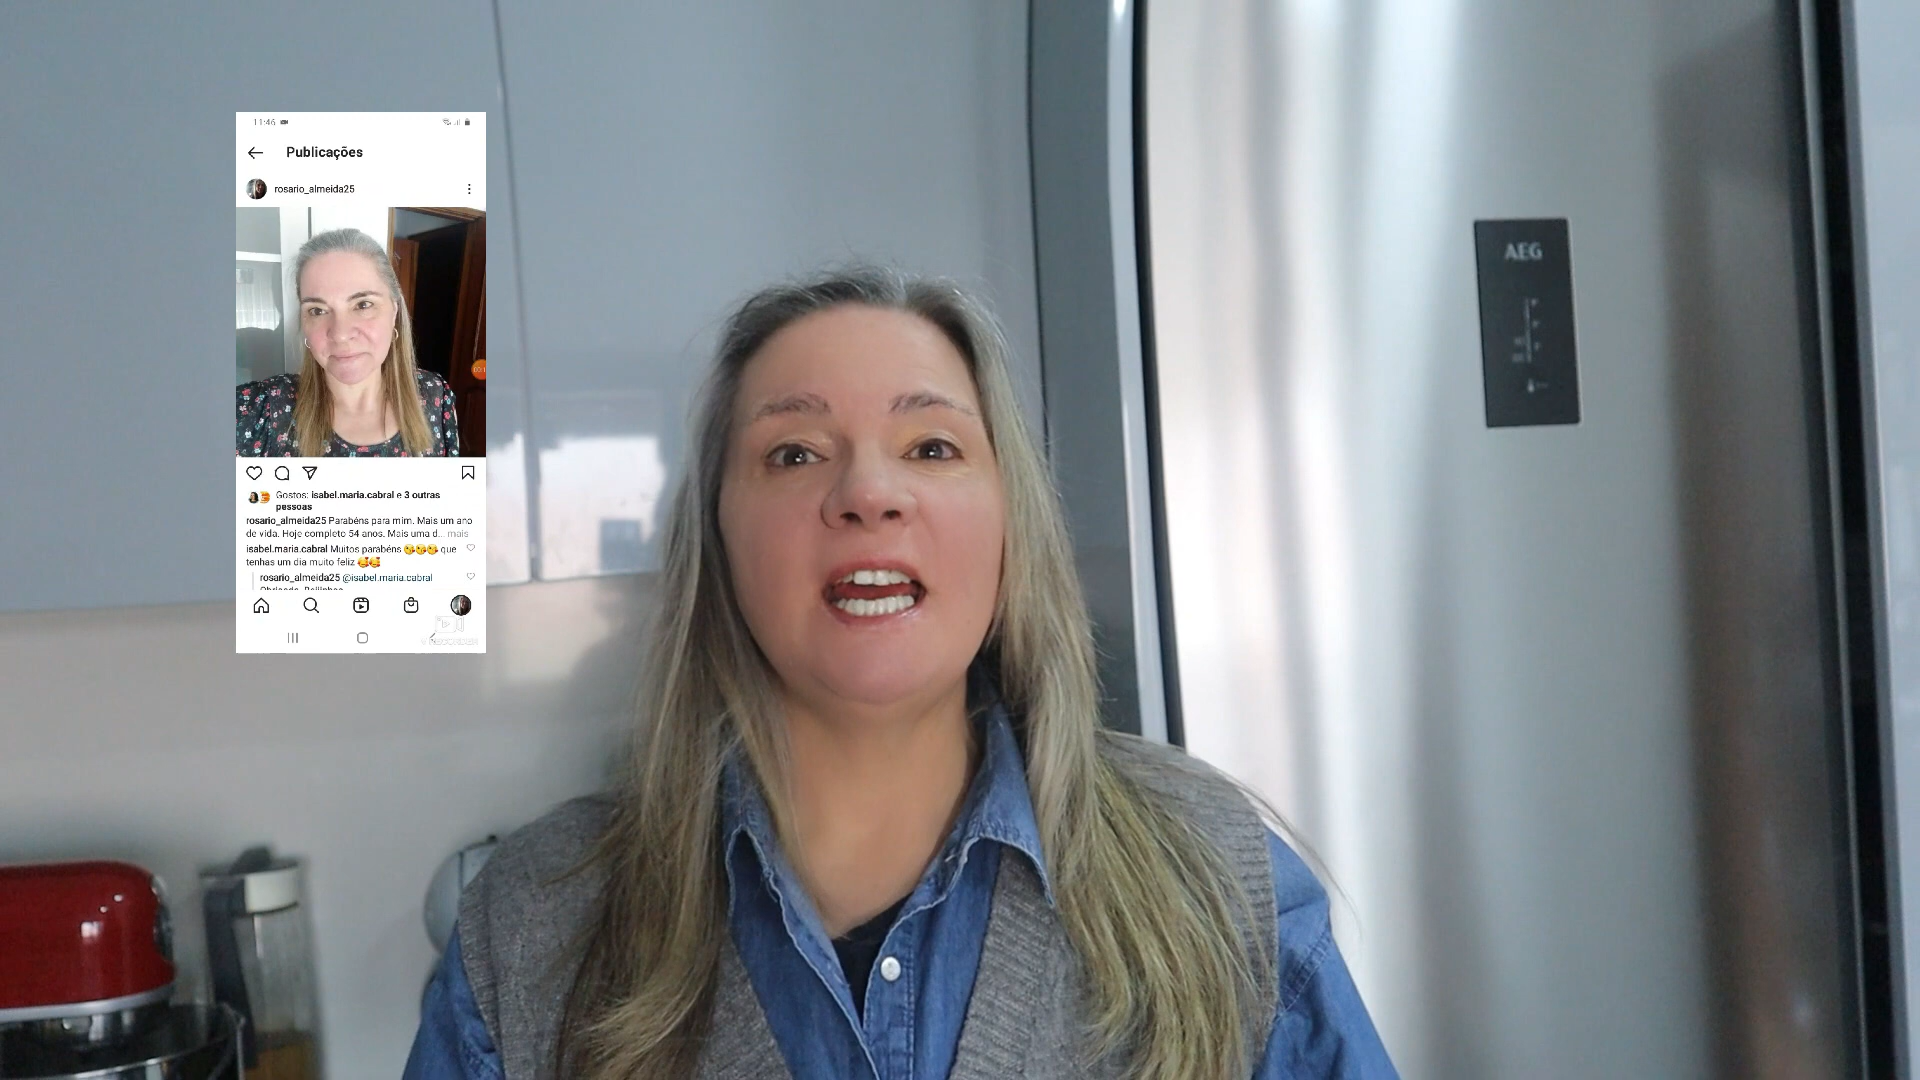 11:46
Publicações
rosario_almeida25
Gostos: isabel.maria.cabral e 3 outras
pessoas
rosario_almeida25 Parabéns para mim. Mais um ano
de vida. Hoje completo 54 anos. Mais uma d... mais
isabel.maria.cabral Muitos parabéns 😘😘😘 que
tenhas um dia muito feliz 🥰🥰
rosario_almeida25 @isabel.maria.cabral
AEG